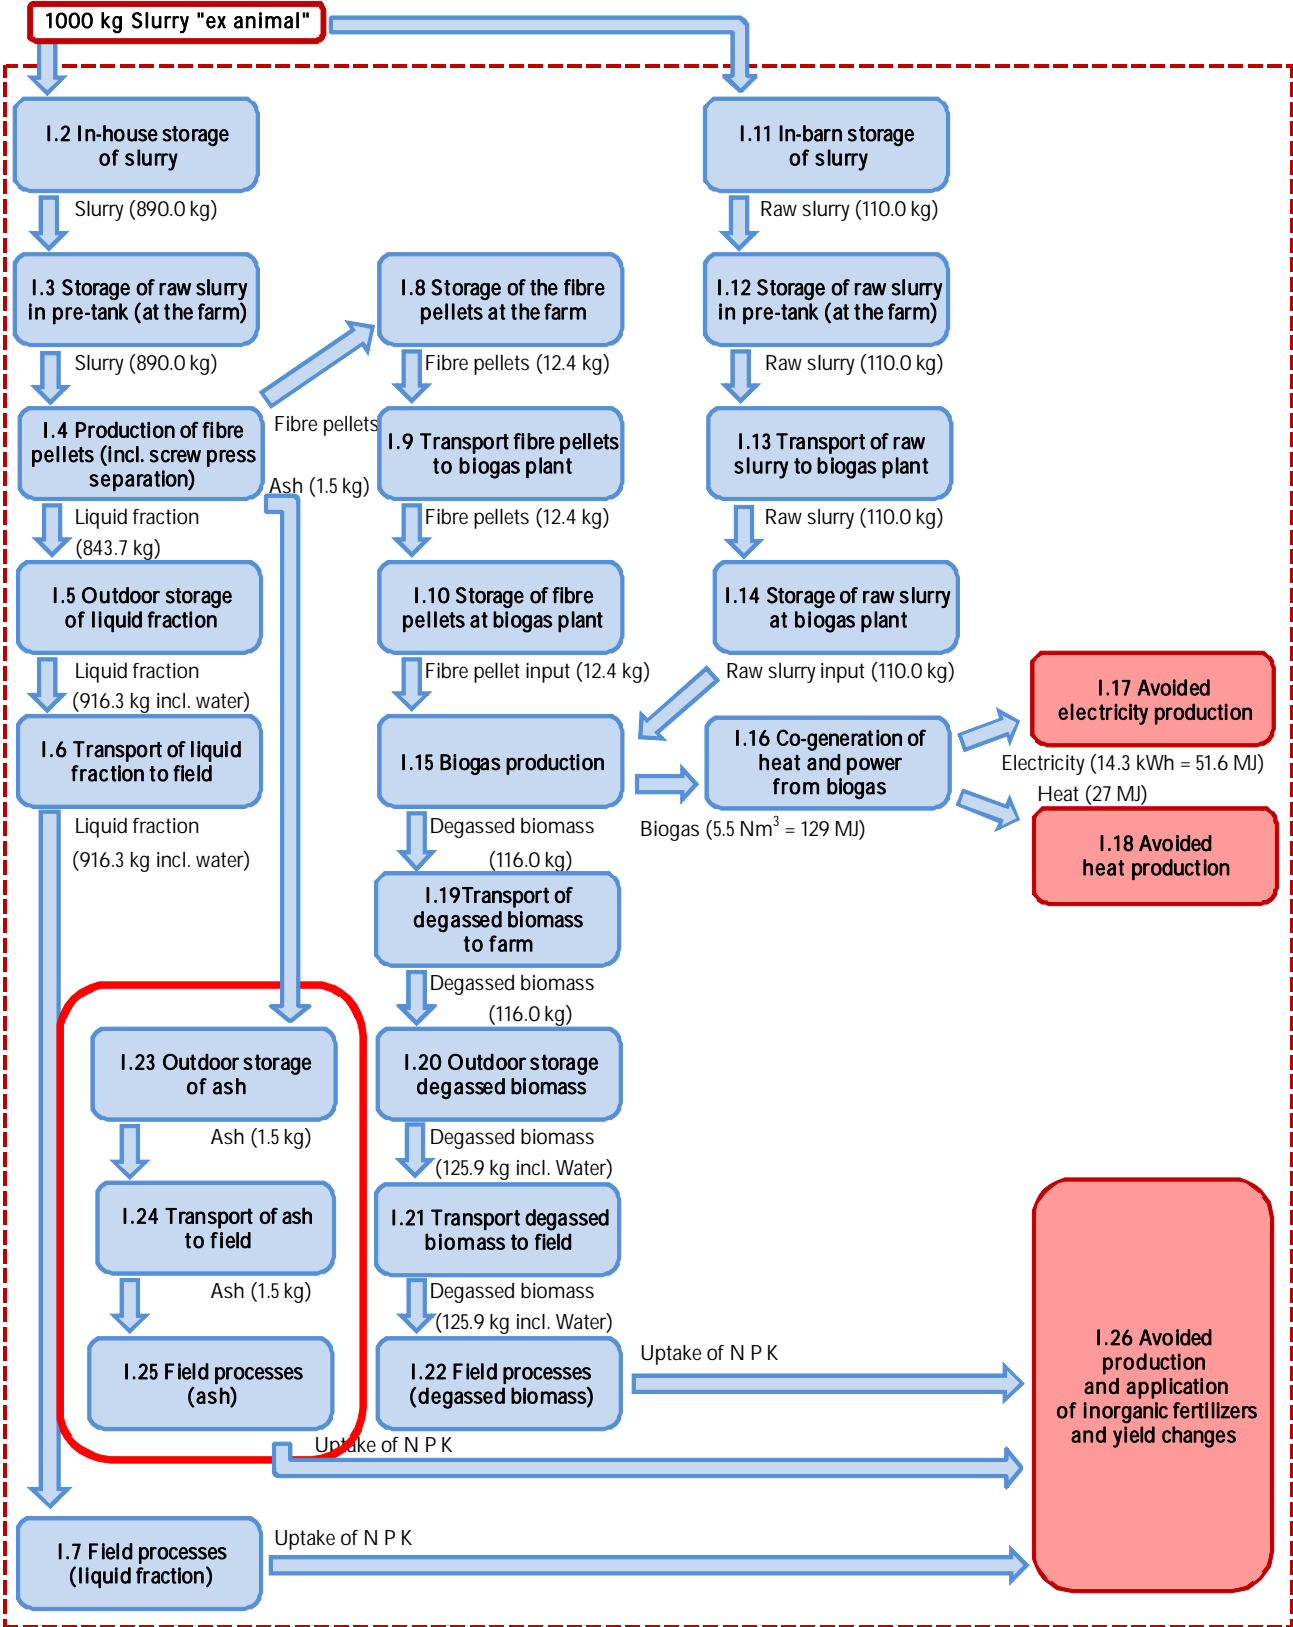 1000 kg Slurry "ex animal"
I.2 In-house storage
of slurry
Slurry (890.0 kg)
I.3 Storage of raw slurry
in pre-tank (at the farm)
Slurry (890.0 kg)
I.4 Production of fibre
pellets (incl. screw press
separation)
Fibre pellets
Ash (1.5 kg)
Liquid fraction
(843.7 kg)
I.5 Outdoor storage
of liquid fraction
Liquid fraction
(916.3 kg incl. water)
I.6 Transport of liquid
fraction to field
Liquid fraction
(916.3 kg incl. water)
I.8 Storage of the fibre
pellets at the farm
Fibre pellets (12.4 kg)
I.9 Transport fibre pellets
to biogas plant
Fibre pellets (12.4 kg)
I.10 Storage of fibre
pellets at biogas plant
Fibre pellet input (12.4 kg)
I.11 In-barn storage
of slurry
Raw slurry (110.0 kg)
I.12 Storage of raw slurry
in pre-tank (at the farm)
Raw slurry (110.0 kg)
I.13 Transport of raw
slurry to biogas plant
Raw slurry (110.0 kg)
I.14 Storage of raw slurry
at biogas plant
Raw slurry input (110.0 kg)
I.15 Biogas production
Biogas (5.5 Nm³ = 129 MJ)
I.16 Co-generation of
heat and power
from biogas
I.17 Avoided
electricity production
Electricity (14.3 kWh = 51.6 MJ)
Heat (27 MJ)
I.18 Avoided
heat production
Degassed biomass
(116.0 kg)
I.19Transport of
degassed biomass
to farm
Degassed biomass
(116.0 kg)
I.20 Outdoor storage
degassed biomass
Degassed biomass
(125.9 kg incl. Water)
I.21 Transport degassed
biomass to field
Degassed biomass
(125.9 kg incl. Water)
I.22 Field processes
(degassed biomass)
Uptake of N P K
I.23 Outdoor storage
of ash
Ash (1.5 kg)
I.24 Transport of ash
to field
Ash (1.5 kg)
I.25 Field processes
(ash)
Uptake of N P K
I.7 Field processes
(liquid fraction)
Uptake of N P K
I.26 Avoided
production
and application
of inorganic fertilizers
and yield changes